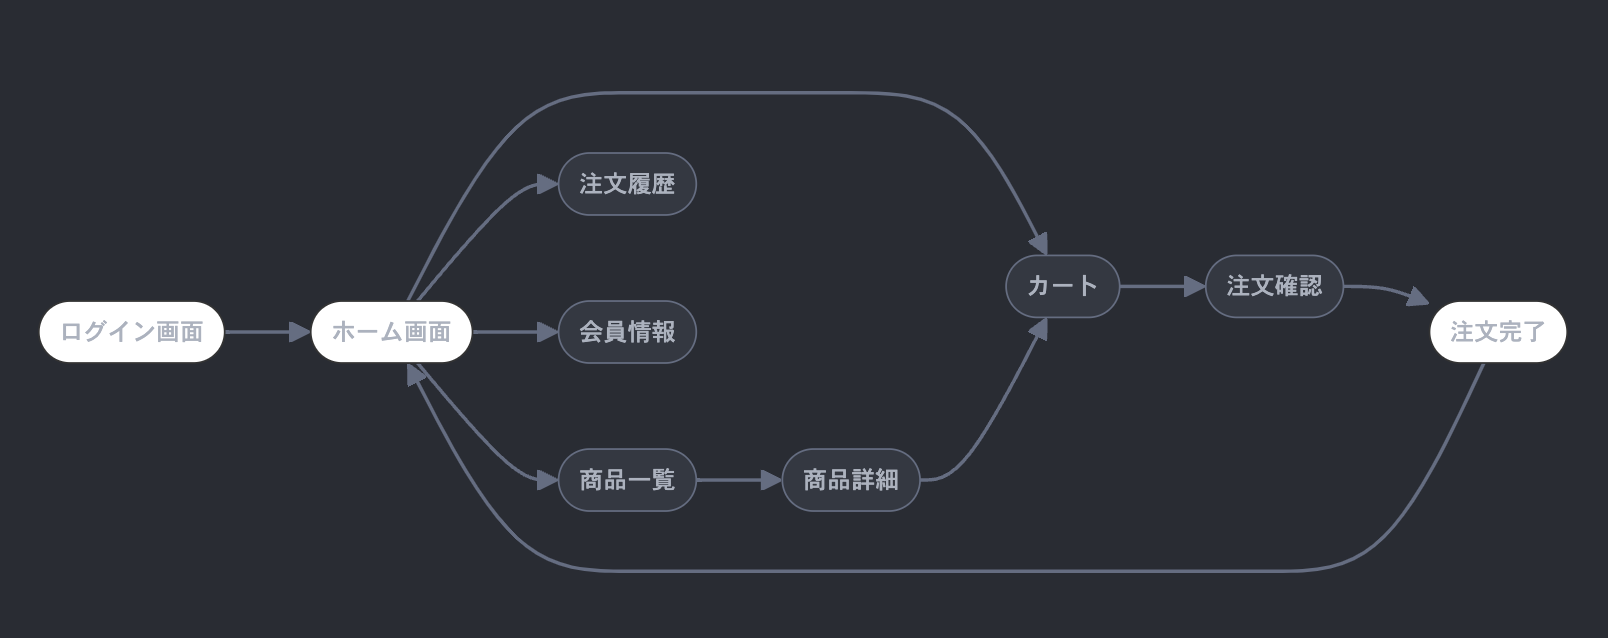 ログイン画面
ホーム画面
注文履歴
会員情報
商品一覧
商品詳細
カート
注文確認
注文完了